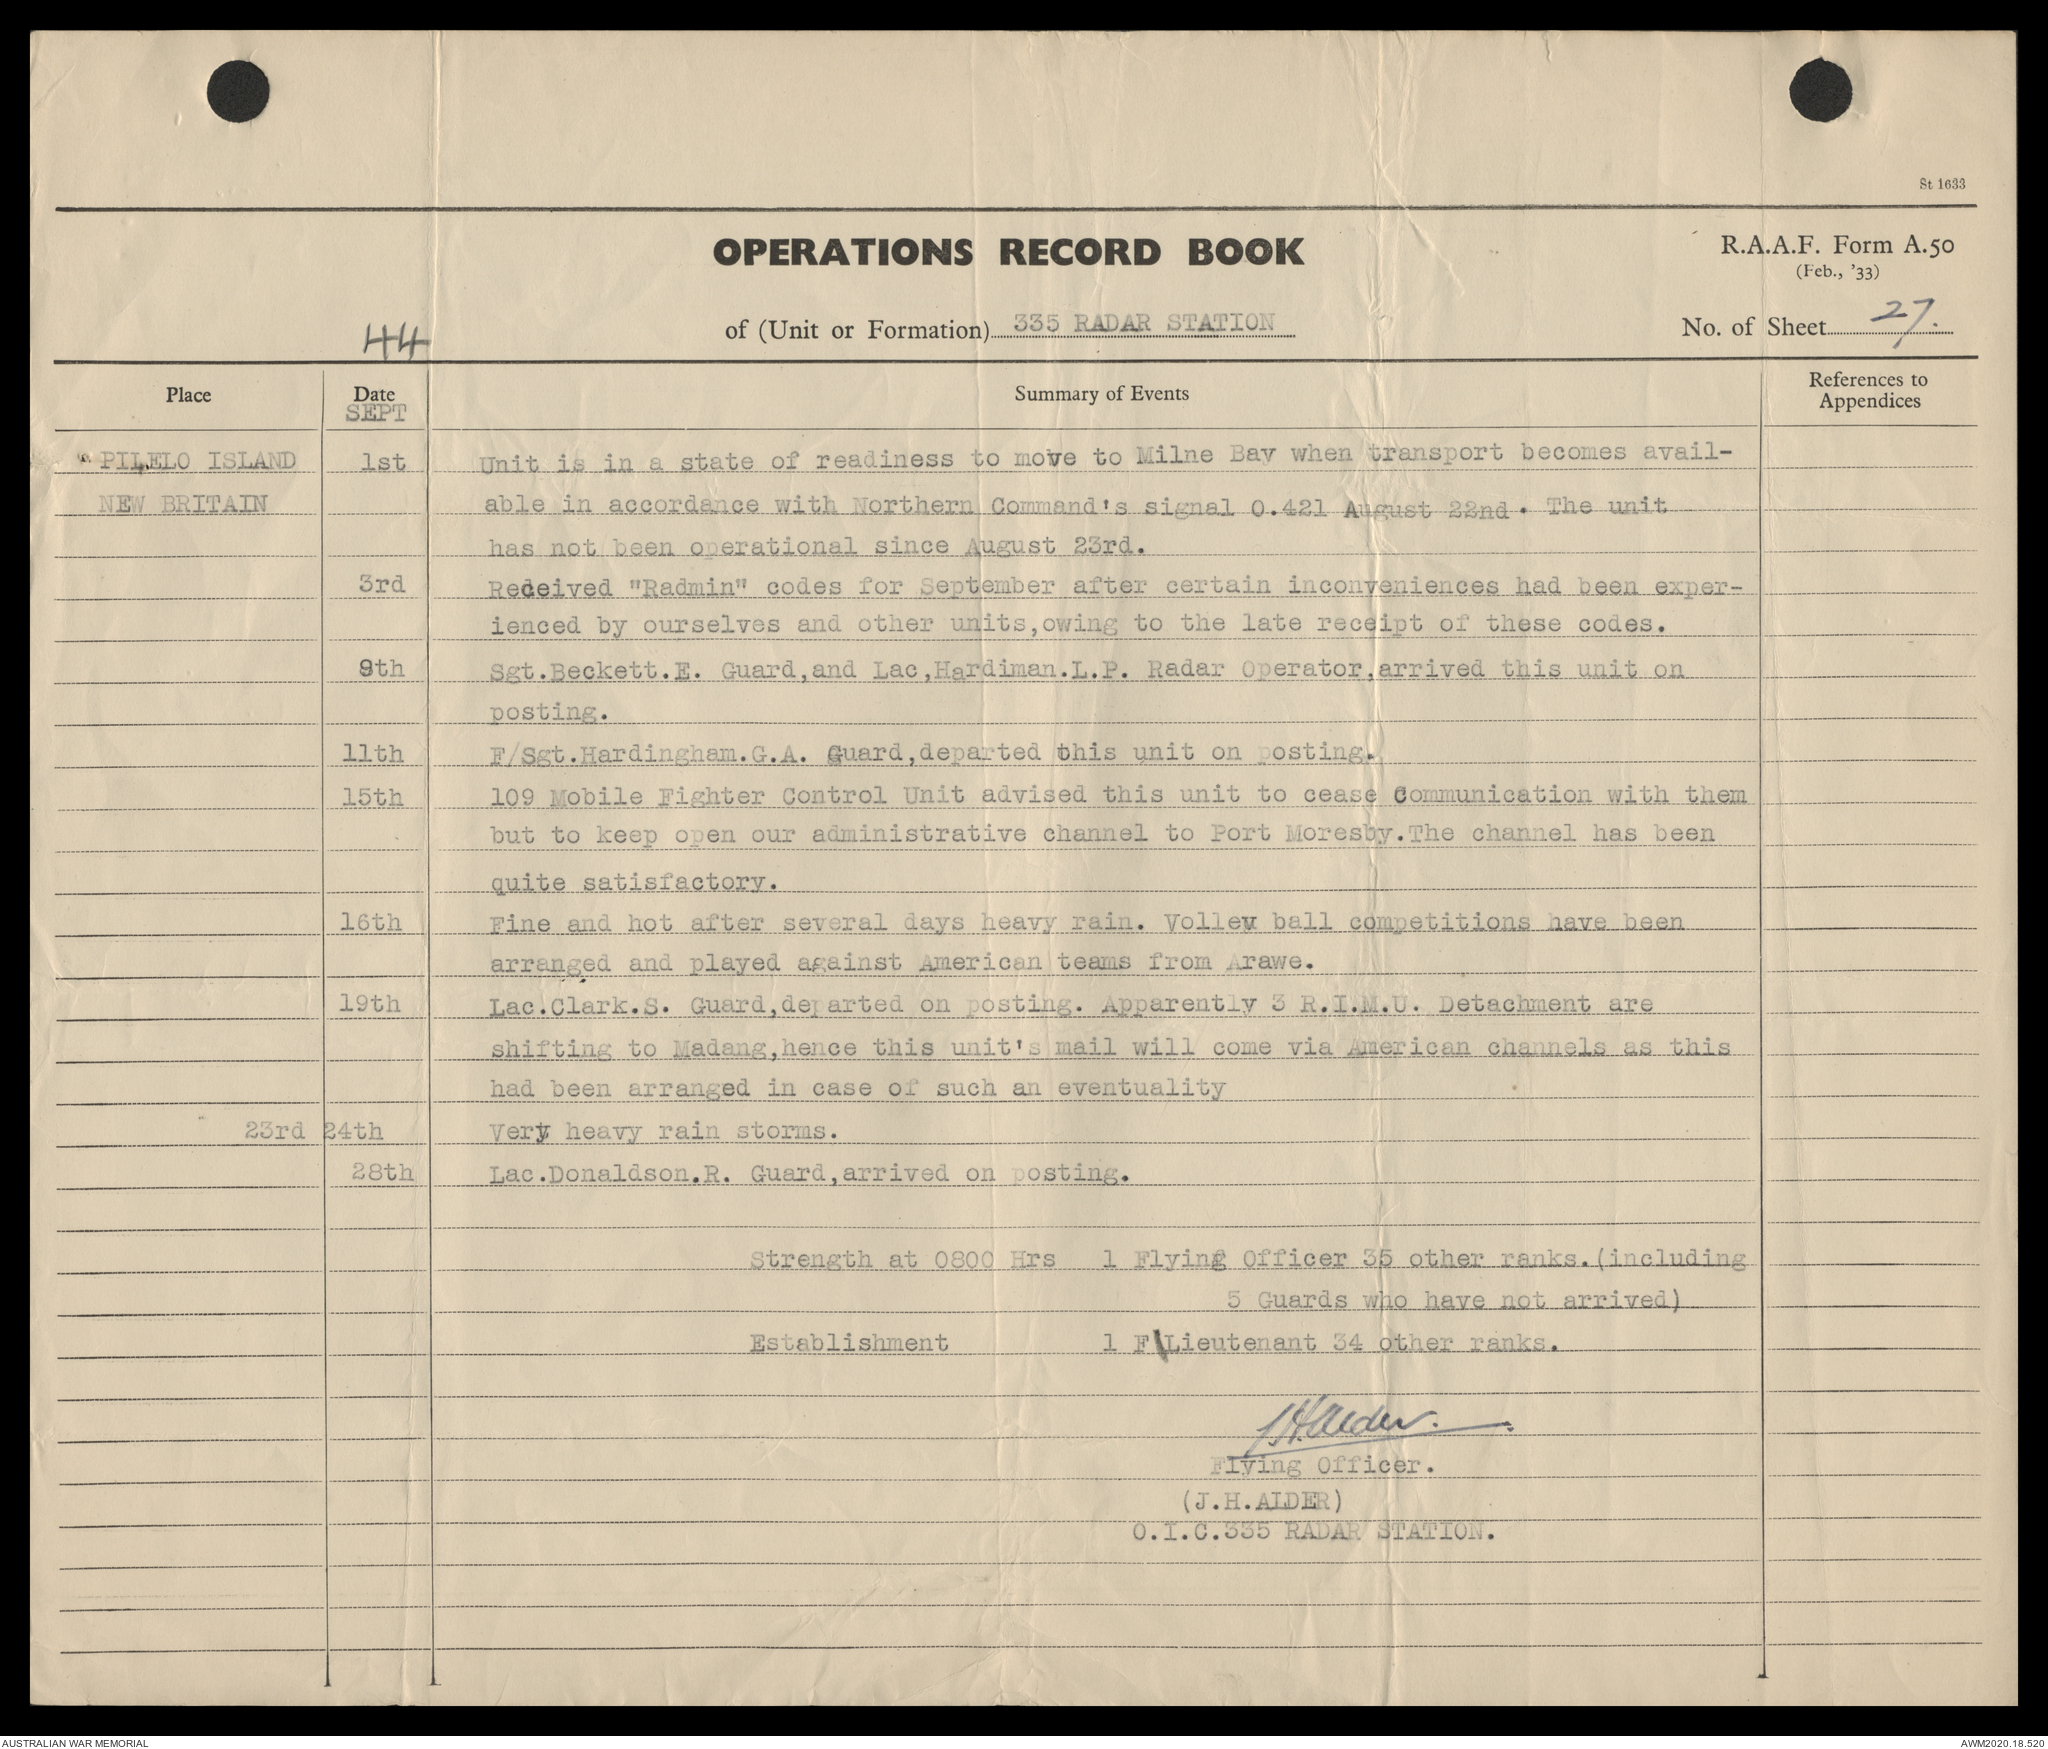 St 1633
OPERATIONS RECORD BOOK
R.A.A.F. Form A.50
(Feb., '33)
of (Unit or Formation) 335 RADAR STATION
No. of Sheet 27.
44
Place
Date
SEPT
Summary of Events
References to
Appendices
PILELO ISLAND 1st Unit is in a state of readiness to move to Milne Bay when transport becomes avail-
NEW BRITAIN able in accordance with Northern Command's signal O.421 August 22nd. The unit
has not been operational since August 23rd.
3rd Received "Radmin" codes for September after certain inconveniences had been exper-
ienced by ourselves and other units,owing to the late receipt of these codes.
9th Sgt.Beckett.E. Guard,and Lac,Hardiman.L.P. Radar Operator,arrived this unit on
posting.
11th F/Sgt.Hardingham.G.A. Guard,departed this unit on posting.
15th 109 Mobile Fighter Control Unit advised this unit to cease Communication with them
but to keep open our administrative channel to Port Moresby.The channel has been
quite satisfactory.
16th Fine and hot after several days heavy rain. Volley ball competitions have been
arranged and played against American teams from Arawe.
19th Lac.Clark.S. Guard,departed on posting. Apparently 3 R.I.M.U. Detachment are
shifting to Madang,hence this unit's mail will come via American channels as this
had been arranged in case of such an eventuality
23rd 24th Very heavy rain storms.
28th Lac.Donaldson.R. Guard,arrived on posting.
Strength at 0800 Hrs 1 Flying Officer 35 other ranks.(including
5 Guards who have not arrived)
Establishment 1 F\Lieutenant 34 other ranks.
J.H.Alder.
Flying Officer.
(J.H.ALDER)
O.I.C.335 RADAR STATION.
AUSTRALIAN WAR MEMORIAL
AWM2020.18.520